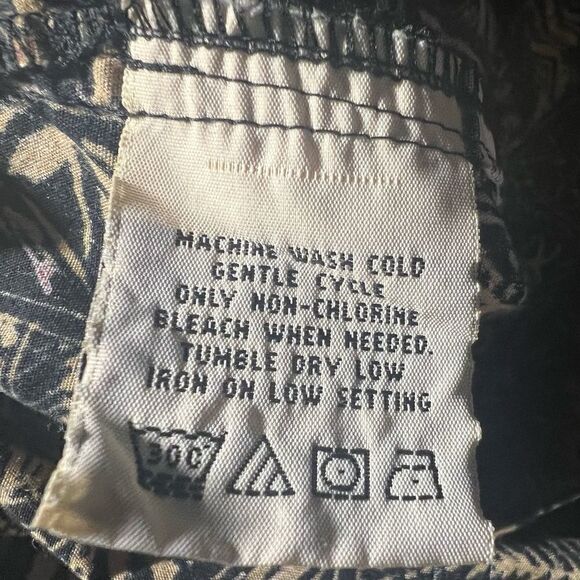 MACHINE WASH COLD
GENTLE CYCLE
ONLY NON-CHLORINE
BLEACH WHEN NEEDED.
TUMBLE DRY LOW
IRON ON LOW SETTING
30C